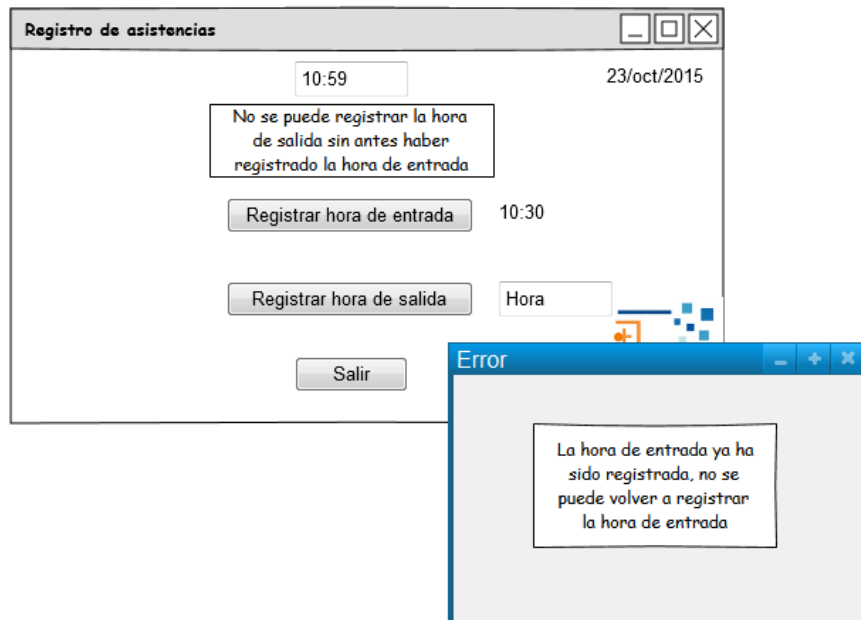 Registro de asistencias
10:59
23/oct/2015
No se puede registrar la hora
de salida sin antes haber
registrado la hora de entrada
Registrar hora de entrada
10:30
Registrar hora de salida
Hora
Salir
Error
La hora de entrada ya ha
sido registrada, no se
puede volver a registrar
la hora de entrada